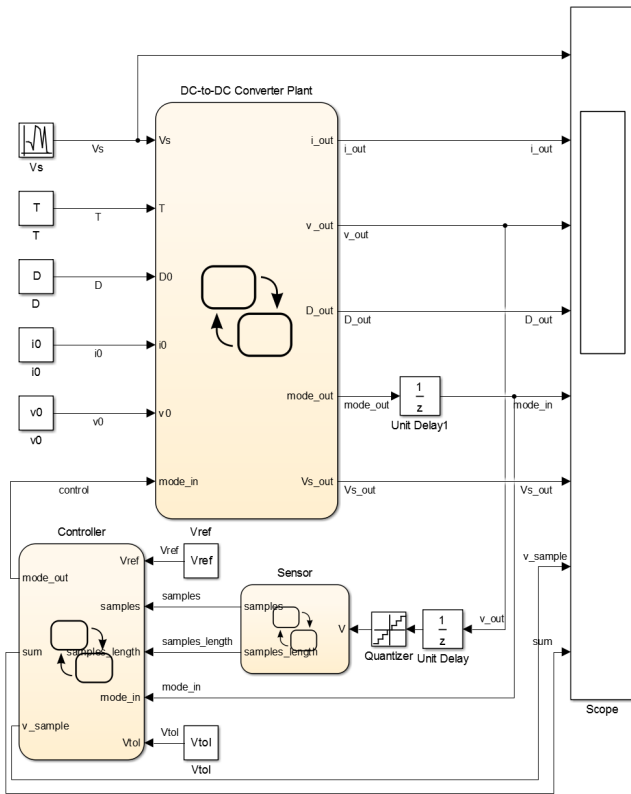 DC-to-DC Converter Plant
Vs
Vs
Vs
i_out
i_out
i_out
T
T
T
T
v_out
v_out
D
D
D
D0
D_out
D_out
D_out
i0
i0
i0
i0
mode_out
mode_out
1
z
Unit Delay1
mode_in
v0
v0
v0
v0
control
mode_in
Vs_out
Vs_out
Vs_out
Controller
Vref
Vref
Vref
Vref
mode_out
samples
samples
Sensor
samples
V
Quantizer
1
z
Unit Delay
v_out
v_sample
sum
samples_length
samples_length
samples_length
sum
mode_in
mode_in
v_sample
Vtol
Vtol
Vtol
Vtol
Scope